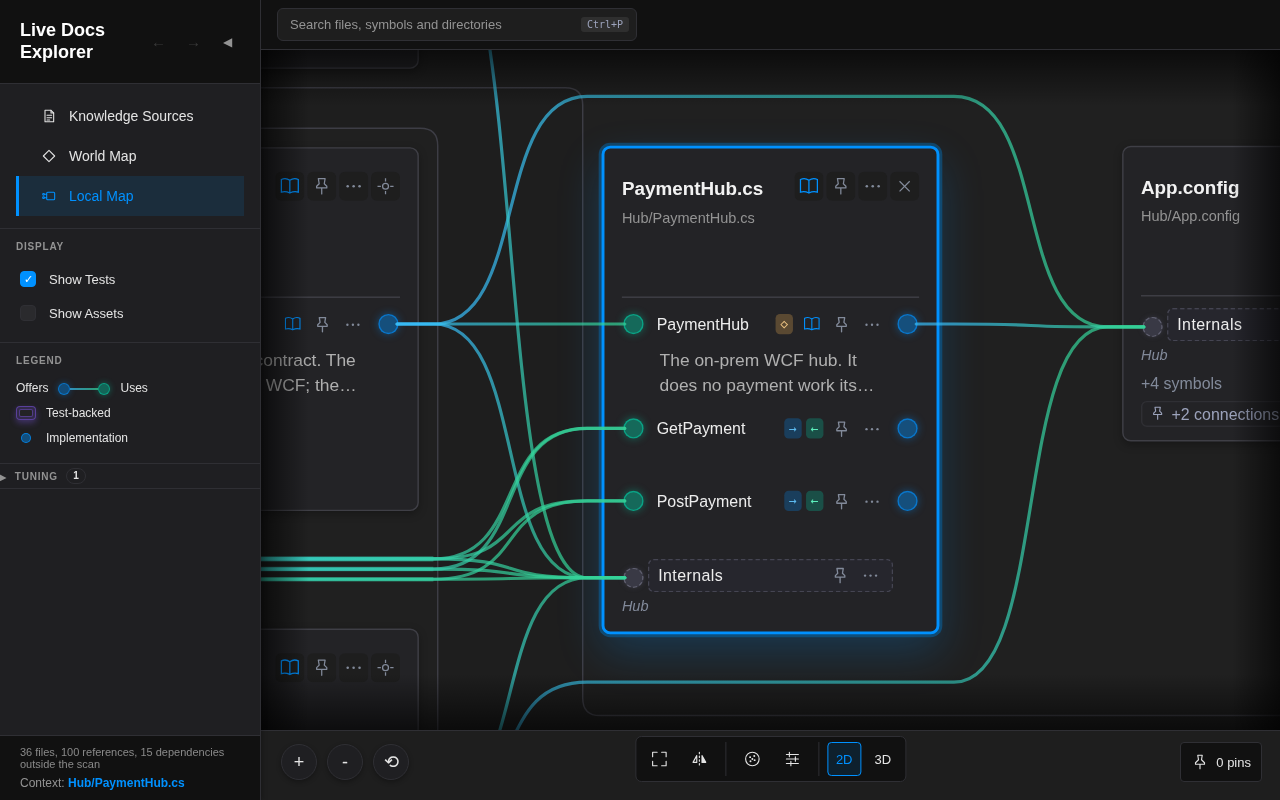 Live Docs
Explorer
← → ◀
Search files, symbols and directories
Ctrl+P
Knowledge Sources
World Map
Local Map
DISPLAY
✓ Show Tests
Show Assets
LEGEND
Offers Uses
Test-backed
Implementation
▶ TUNING 1
contract. The
WCF; the…
PaymentHub.cs
Hub/PaymentHub.cs
PaymentHub
The on-prem WCF hub. It
does no payment work its…
GetPayment → ←
PostPayment → ←
Internals
Hub
App.config
Hub/App.config
Internals
Hub
+4 symbols
+2 connections
36 files, 100 references, 15 dependencies
outside the scan
Context: Hub/PaymentHub.cs
+ - ⟲
2D 3D
0 pins